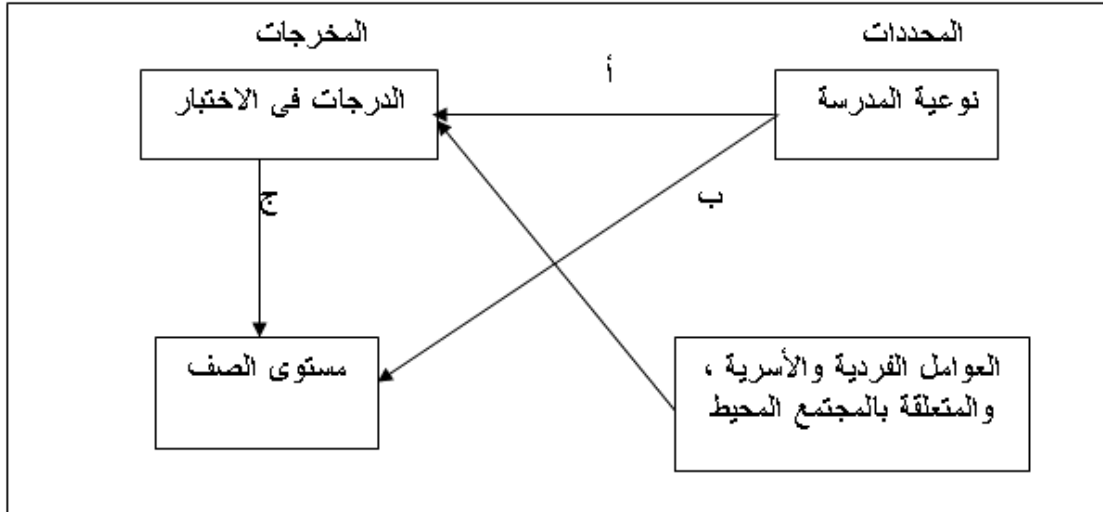 المحددات
المخرجات
أ
نوعية المدرسة
الدرجات فى الاختبار
ب
ج
العوامل الفردية والأسرية ،
والمتعلقة بالمجتمع المحيط
مستوى الصف